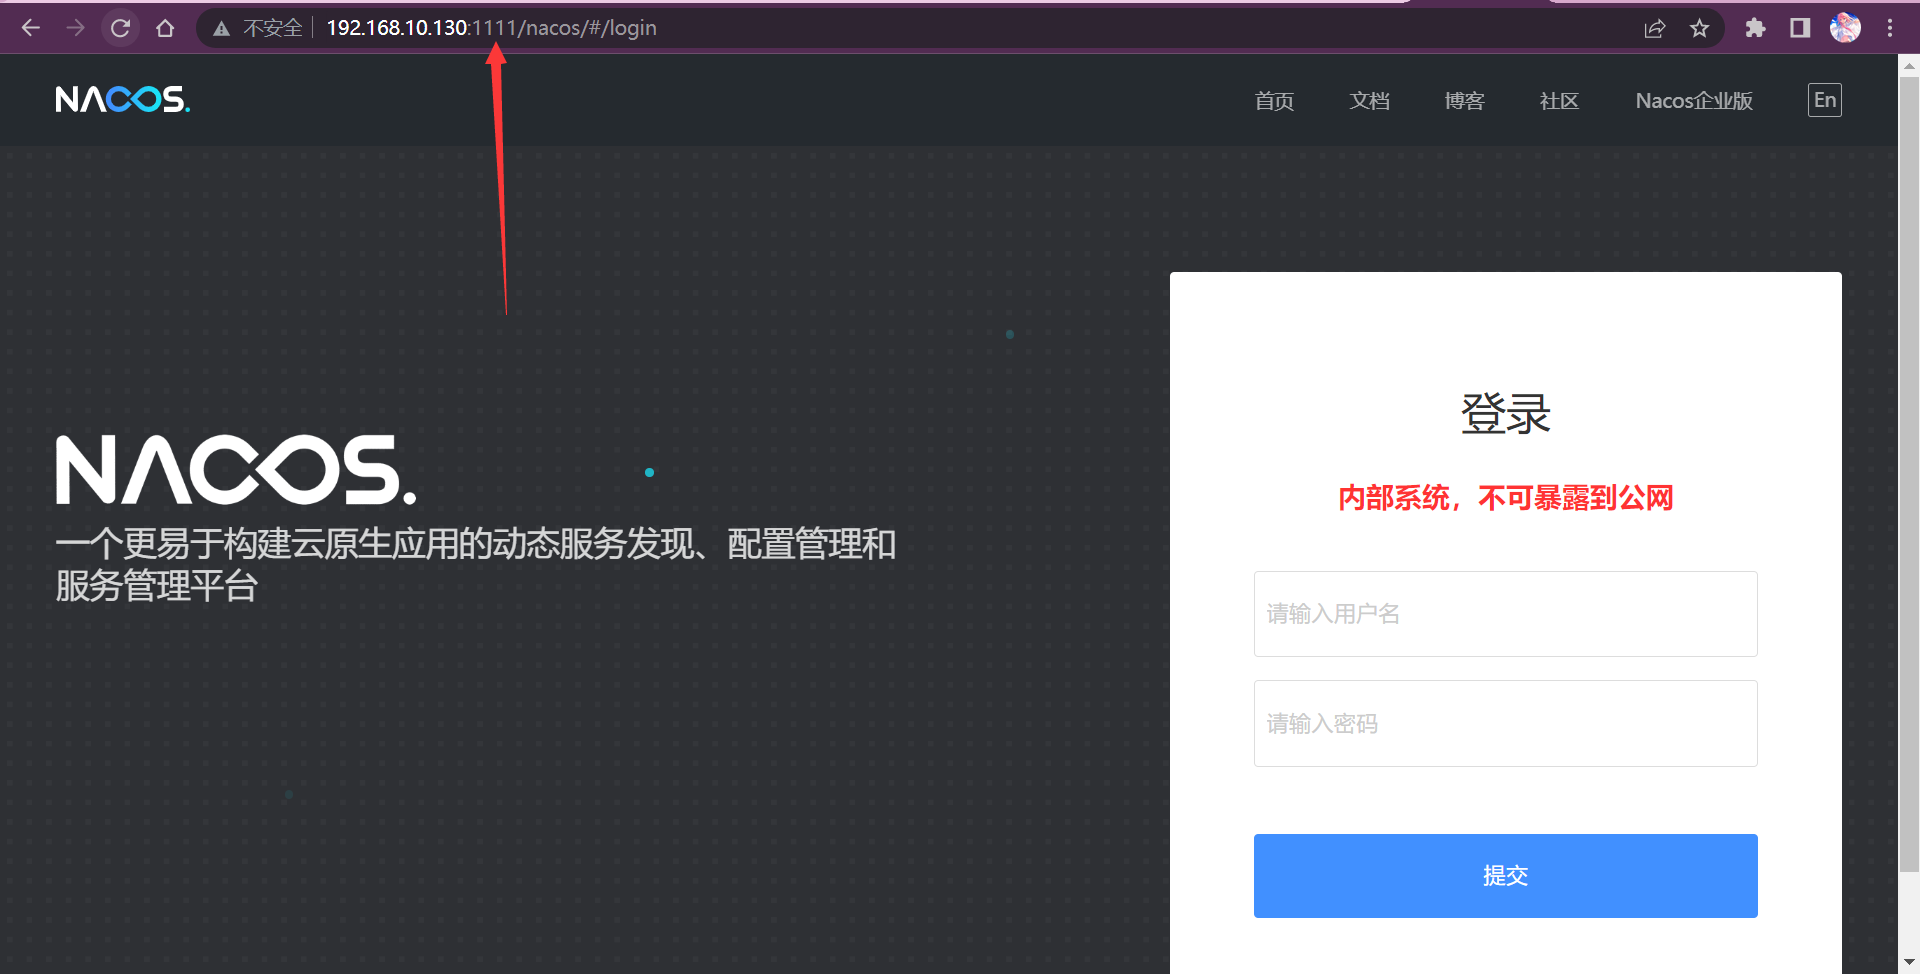 不安全 192.168.10.130:1111/nacos/#/login
NACOS.
首页 文档 博客 社区 Nacos企业版 En
NACOS.
一个更易于构建云原生应用的动态服务发现、配置管理和
服务管理平台
登录
内部系统，不可暴露到公网
请输入用户名
请输入密码
提交